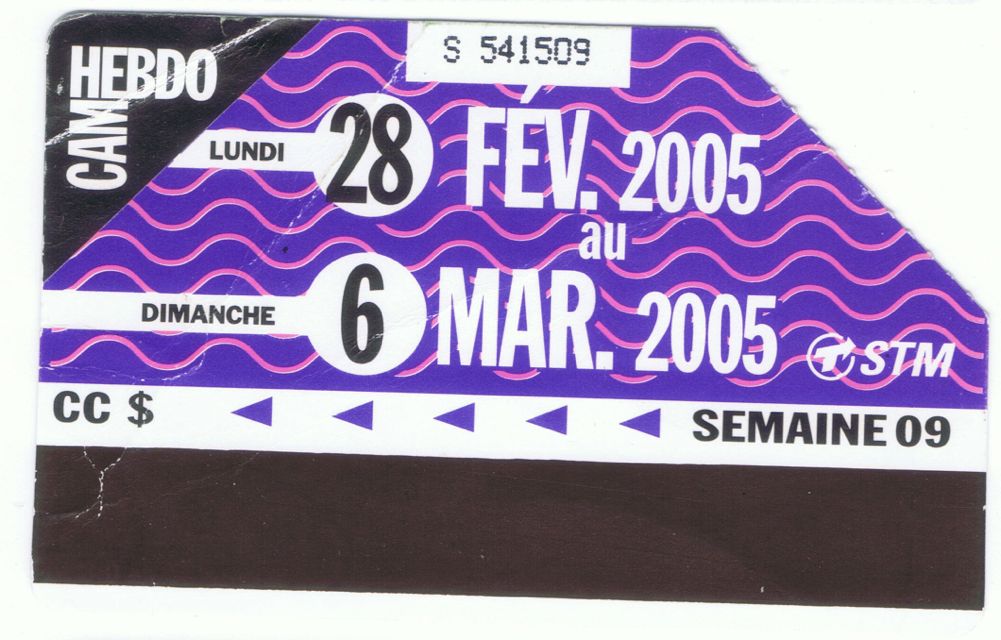 S 541509
CAM HEBDO
LUNDI 28 FÉV. 2005
au
DIMANCHE 6 MAR. 2005
STM
CC $ SEMAINE 09